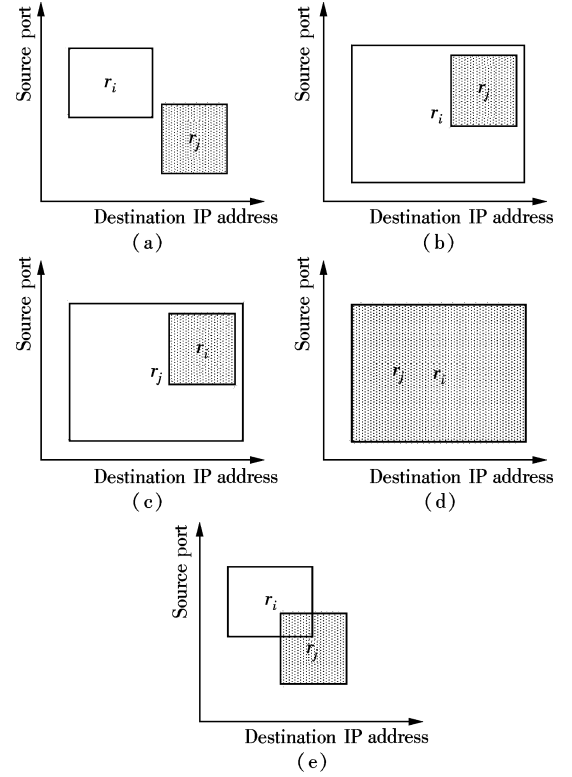 Source port
r_i
r_j
Destination IP address
(a)
Source port
r_j
r_i
Destination IP address
(b)
Source port
r_i
r_j
Destination IP address
(c)
Source port
r_j r_i
Destination IP address
(d)
Source port
r_i
r_j
Destination IP address
(e)